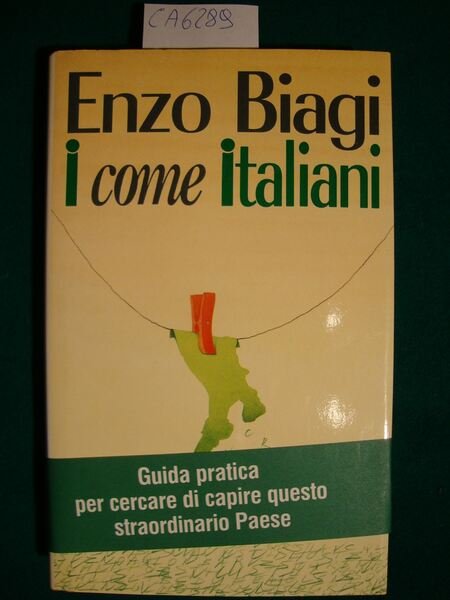 CA6289
Enzo Biagi
i come italiani
Guida pratica
per cercare di capire questo
straordinario Paese